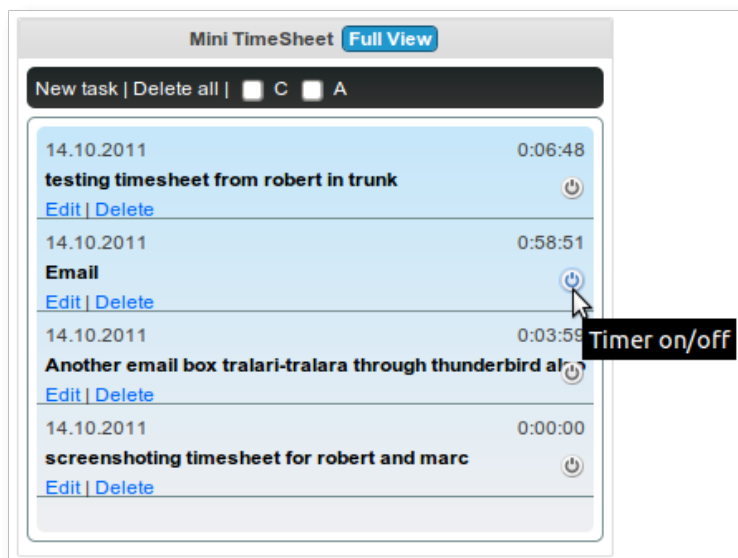 Mini TimeSheet Full View
New task | Delete all | C A
14.10.2011 0:06:48
testing timesheet from robert in trunk
Edit | Delete
14.10.2011 0:58:51
Email
Edit | Delete
14.10.2011 0:03:59
Timer on/off
Another email box tralari-tralara through thunderbird
Edit | Delete
14.10.2011 0:00:00
screenshoting timesheet for robert and marc
Edit | Delete